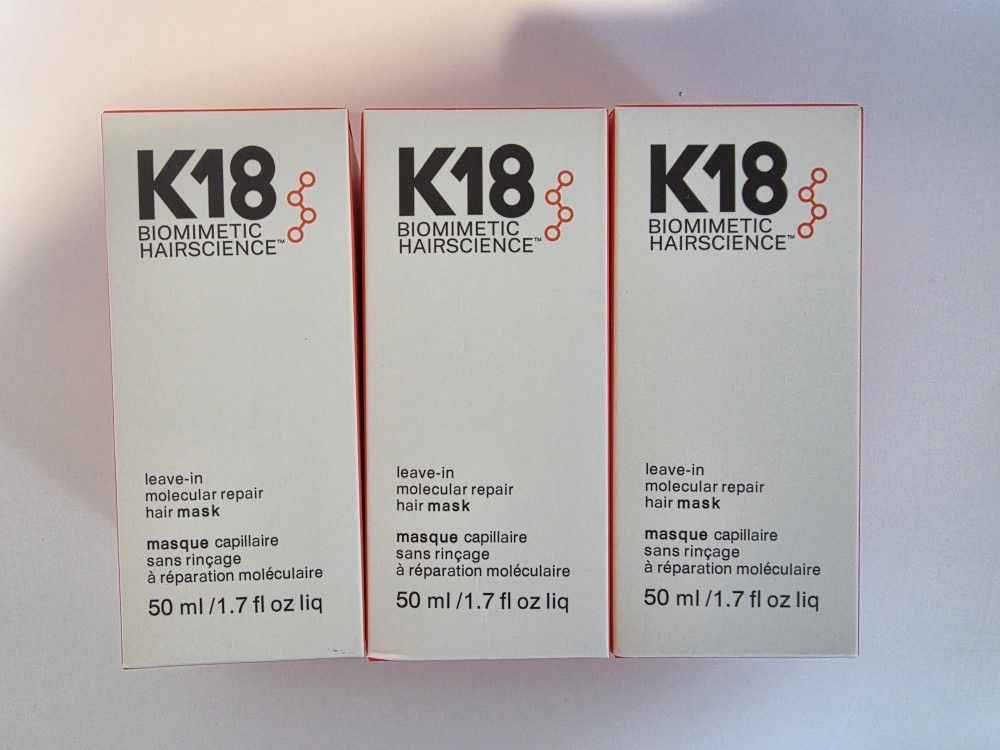 K18
BIOMIMETIC
HAIRSCIENCE™
leave-in
molecular repair
hair mask
masque capillaire
sans rinçage
à réparation moléculaire
50 ml /1.7 fl oz liq
K18
BIOMIMETIC
HAIRSCIENCE™
leave-in
molecular repair
hair mask
masque capillaire
sans rinçage
à réparation moléculaire
50 ml /1.7 fl oz liq
K18
BIOMIMETIC
HAIRSCIENCE™
leave-in
molecular repair
hair mask
masque capillaire
sans rinçage
à réparation moléculaire
50 ml /1.7 fl oz liq